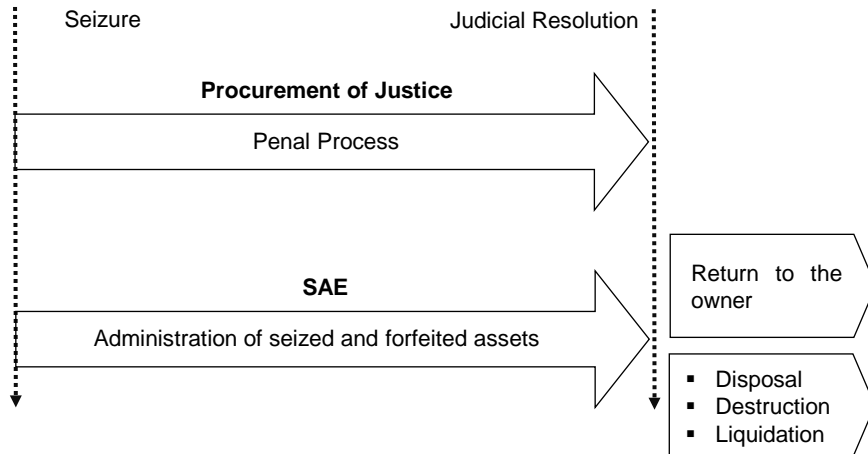 Seizure
Judicial Resolution
Procurement of Justice
Penal Process
SAE
Administration of seized and forfeited assets
Return to the
owner
▪ Disposal
▪ Destruction
▪ Liquidation